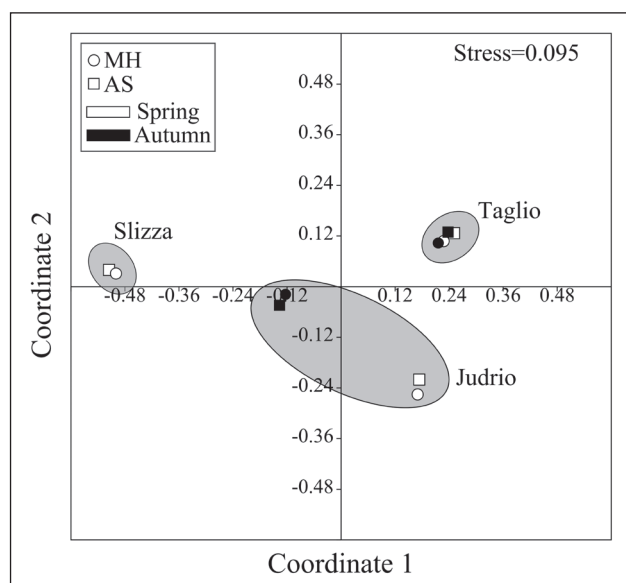 Stress=0.095
MH
AS
Spring
Autumn
0.48
0.36
0.24
0.12
Slizza
Taglio
-0.48 -0.36 -0.24 -0.12 0.12 0.24 0.36 0.48
-0.12
-0.24
Judrio
-0.36
-0.48
Coordinate 2
Coordinate 1